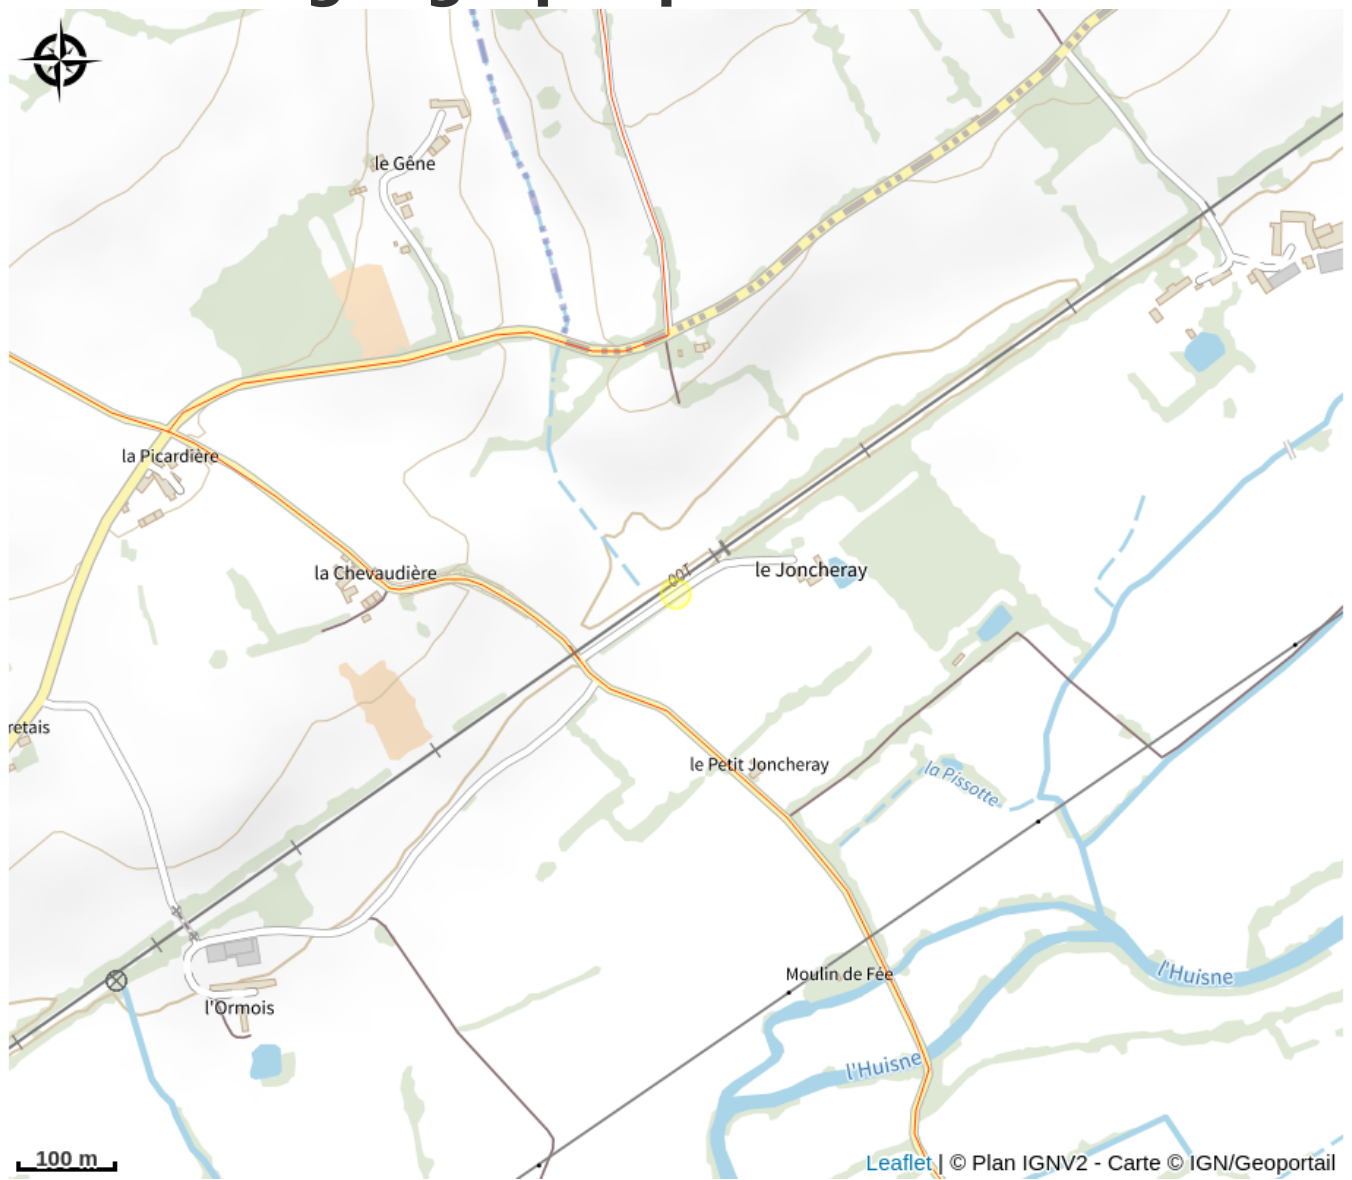 le Gêne
la Picardière
la Chevaudière
100
le Joncheray
retais
le Petit Joncheray
la Pissotte
l'Huisne
Moulin de Fée
l'Ormois
l'Huisne
100 m
Leaflet | © Plan IGNV2 - Carte © IGN/Geoportail